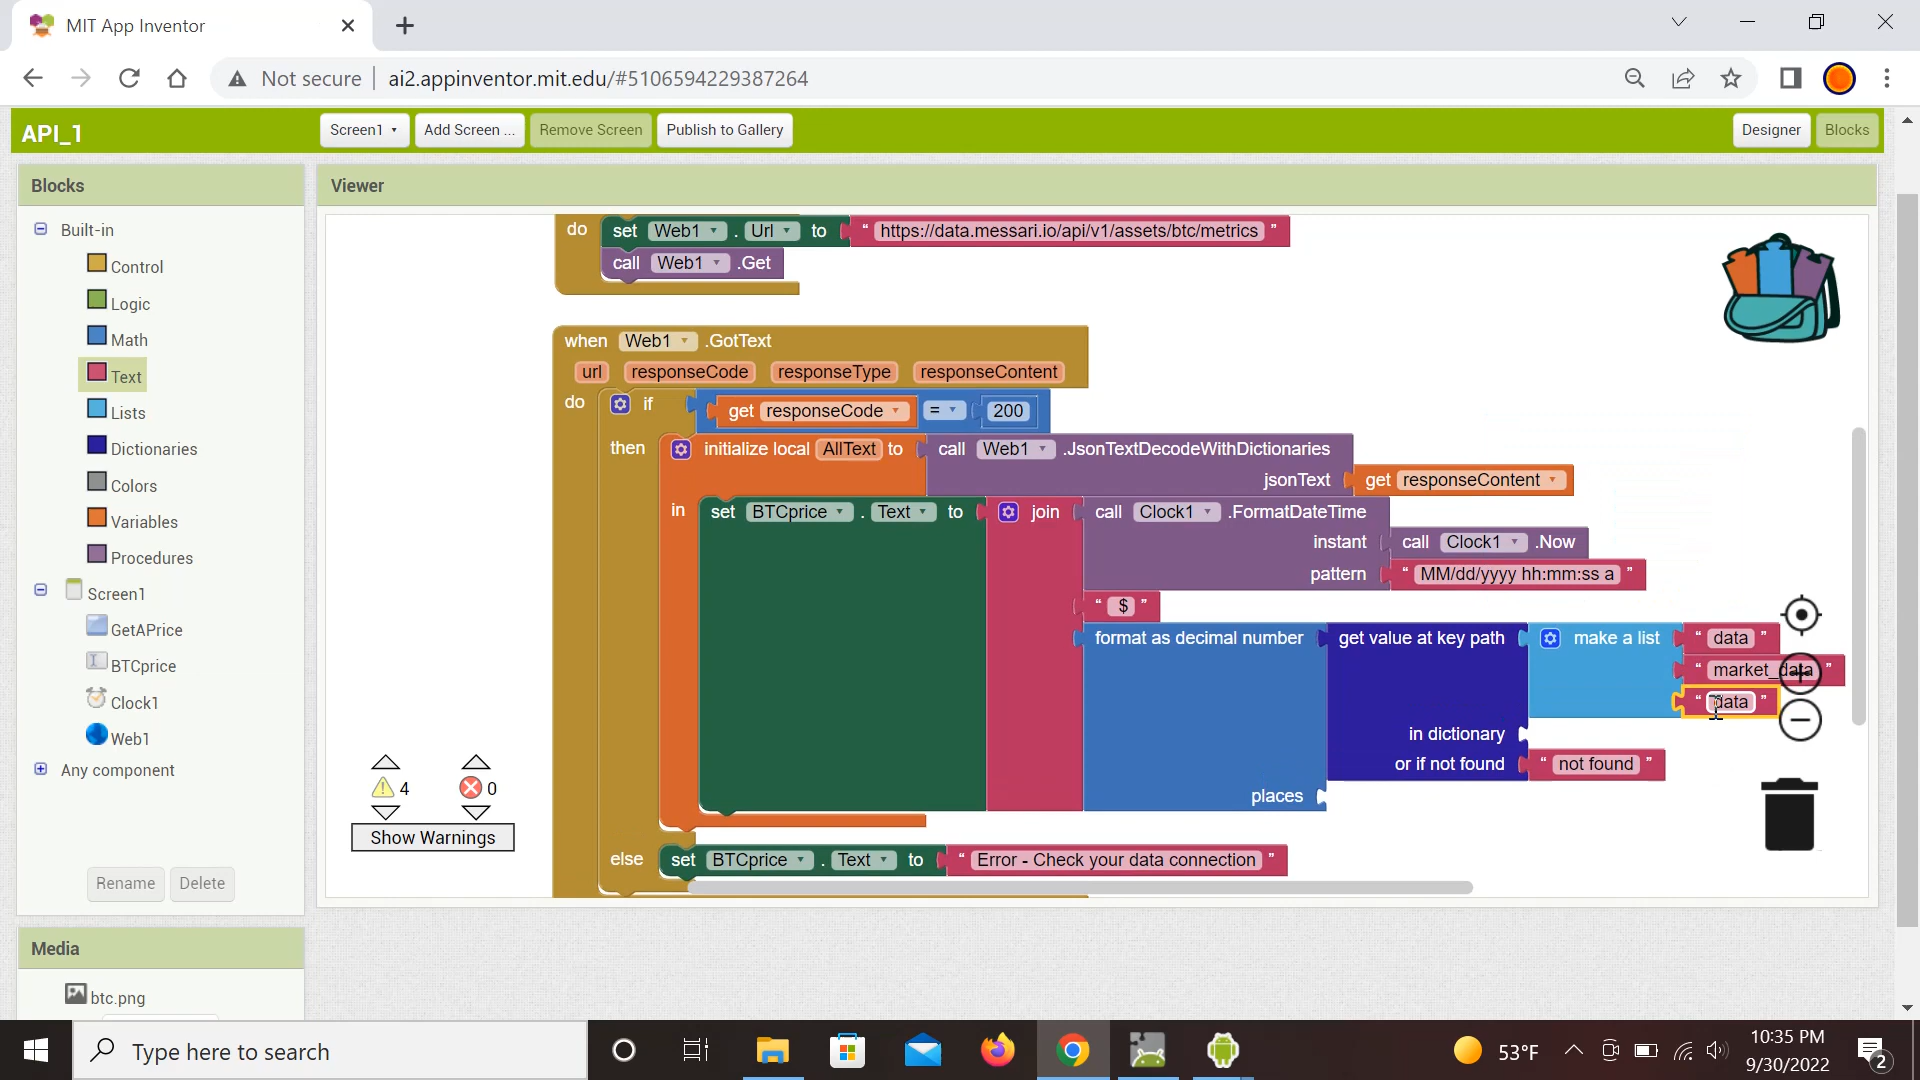 MIT App Inventor
Not secure ai2.appinventor.mit.edu/#5106594229387264
API_1 Screen1 Add Screen ... Remove Screen Publish to Gallery Designer Blocks
Blocks
Viewer
Built-in
Control
Logic
Math
Text
Lists
Dictionaries
Colors
Variables
Procedures
Screen1
GetAPrice
BTCprice
Clock1
Web1
Any component
Rename Delete
Media
btc.png
do set Web1 . Url to “ https://data.messari.io/api/v1/assets/btc/metrics ”
call Web1 .Get
when Web1 .GotText
url responseCode responseType responseContent
do if get responseCode = 200
then initialize local AllText to call Web1 .JsonTextDecodeWithDictionaries
jsonText get responseContent
in set BTCprice . Text to join call Clock1 .FormatDateTime
instant call Clock1 .Now
pattern “ MM/dd/yyyy hh:mm:ss a ”
“ $ ”
format as decimal number get value at key path make a list “ data ”
“ market_data ”
“ data ”
in dictionary
or if not found “ not found ”
places
else set BTCprice . Text to “ Error - Check your data connection ”
4 0
Show Warnings
Type here to search
53°F
10:35 PM
9/30/2022
2